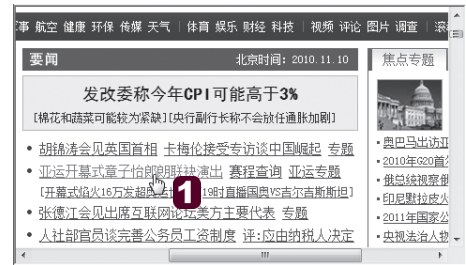 事 航空 健康 环保 传媒 天气 | 体育 娱乐 财经 科技 | 视频 评论 图片 调查 | 滚
要闻 北京时间：2010.11.10 焦点专题
发改委称今年CPI可能高于3%
[棉花和蔬菜可能较为紧缺][央行副行长称不会放任通胀加剧]
• 胡锦涛会见英国首相 卡梅伦接受专访谈中国崛起 专题
• 亚运开幕式章子怡郎朗联袂演出 赛程查询 亚运专题
[开幕式焰火16万发超 19时直播国奥VS吉尔吉斯斯坦]
1
• 张德江会见出席互联网论坛美方主要代表 专题
• 人社部官员谈完善公务员工资制度 评:应由纳税人决定
• 奥巴马出访亚
• 2010年G20首
• 俄总统视察俄
• 印尼默拉皮火
• 2011年国家公
• 央视法治人物